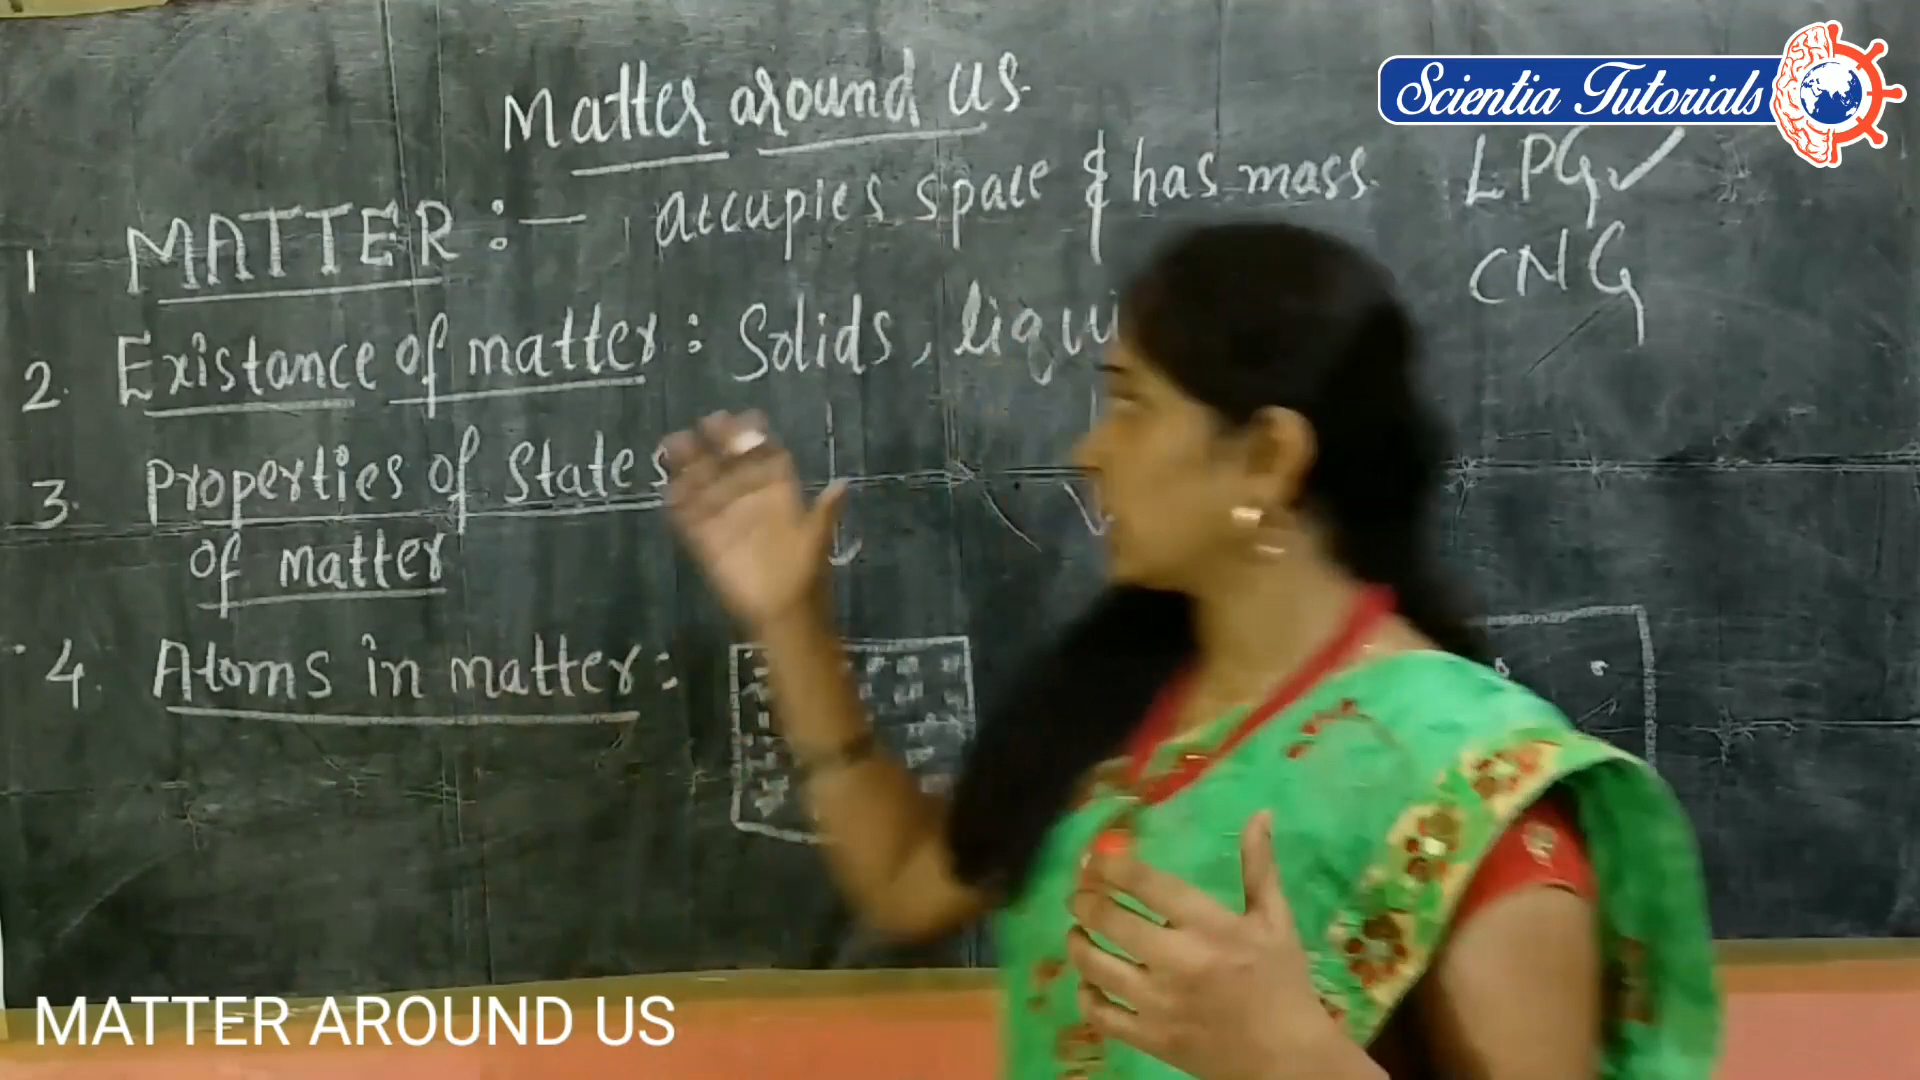 Scientia Tutorials
Matter around us.
LPG
CNG
1 MATTER :- occupies space & has mass.
2. Existance of matter : Solids,
3. Properties of States
of matter
4. Atoms in matter :
MATTER AROUND US